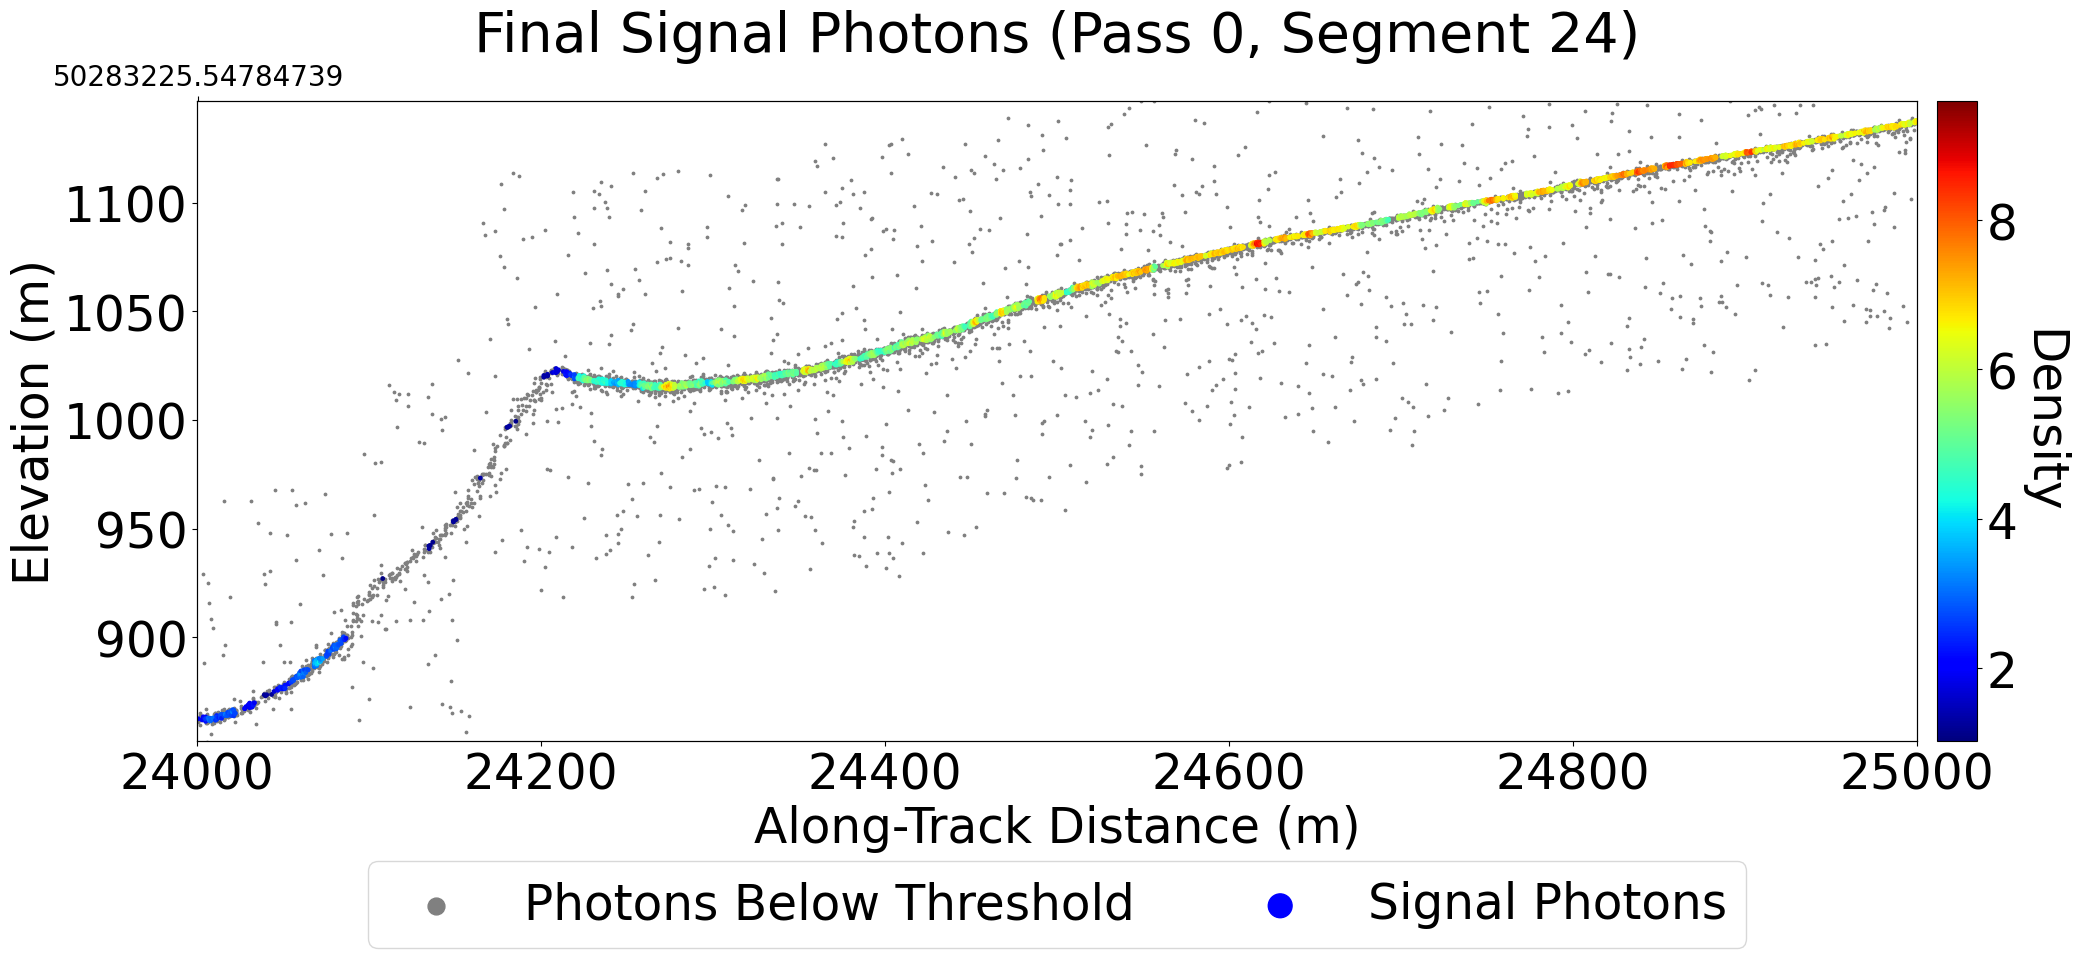 Final Signal Photons (Pass 0, Segment 24)
50283225.54784739
Elevation (m)
1100
1050
1000
950
900
24000
24200
24400
24600
24800
25000
Along-Track Distance (m)
8
6
4
2
Density
Photons Below Threshold
Signal Photons